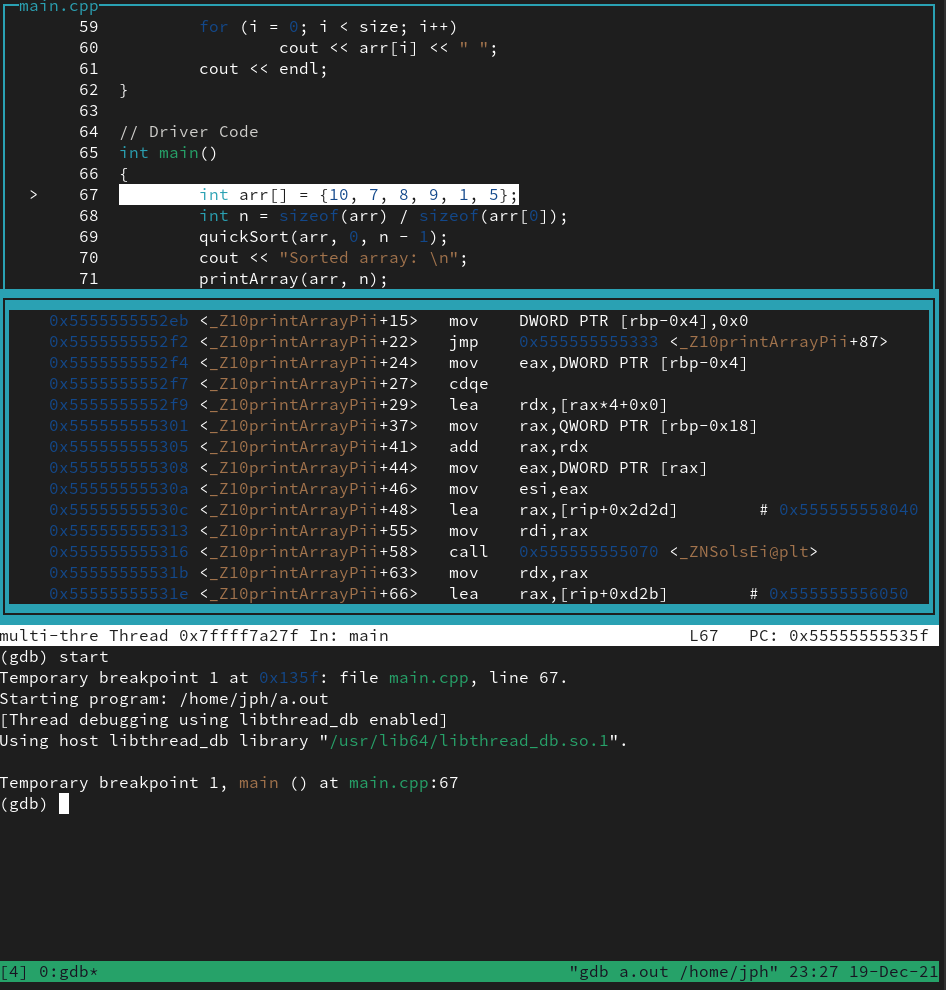 main.cpp
59 for (i = 0; i < size; i++)
60 cout << arr[i] << " ";
61 cout << endl;
62 }
63
64 // Driver Code
65 int main()
66 {
> 67 int arr[] = {10, 7, 8, 9, 1, 5};
68 int n = sizeof(arr) / sizeof(arr[0]);
69 quickSort(arr, 0, n - 1);
70 cout << "Sorted array: \n";
71 printArray(arr, n);
0x5555555552eb <_Z10printArrayPii+15> mov DWORD PTR [rbp-0x4],0x0
0x5555555552f2 <_Z10printArrayPii+22> jmp 0x555555555333 <_Z10printArrayPii+87>
0x5555555552f4 <_Z10printArrayPii+24> mov eax,DWORD PTR [rbp-0x4]
0x5555555552f7 <_Z10printArrayPii+27> cdqe
0x5555555552f9 <_Z10printArrayPii+29> lea rdx,[rax*4+0x0]
0x555555555301 <_Z10printArrayPii+37> mov rax,QWORD PTR [rbp-0x18]
0x555555555305 <_Z10printArrayPii+41> add rax,rdx
0x555555555308 <_Z10printArrayPii+44> mov eax,DWORD PTR [rax]
0x55555555530a <_Z10printArrayPii+46> mov esi,eax
0x55555555530c <_Z10printArrayPii+48> lea rax,[rip+0x2d2d] # 0x555555558040
0x555555555313 <_Z10printArrayPii+55> mov rdi,rax
0x555555555316 <_Z10printArrayPii+58> call 0x555555555070 <_ZNSolsEi@plt>
0x55555555531b <_Z10printArrayPii+63> mov rdx,rax
0x55555555531e <_Z10printArrayPii+66> lea rax,[rip+0xd2b] # 0x555555556050
multi-thre Thread 0x7ffff7a27f In: main L67 PC: 0x55555555535f
(gdb) start
Temporary breakpoint 1 at 0x135f: file main.cpp, line 67.
Starting program: /home/jph/a.out
[Thread debugging using libthread_db enabled]
Using host libthread_db library "/usr/lib64/libthread_db.so.1".
Temporary breakpoint 1, main () at main.cpp:67
(gdb)
[4] 0:gdb* "gdb a.out /home/jph" 23:27 19-Dec-21